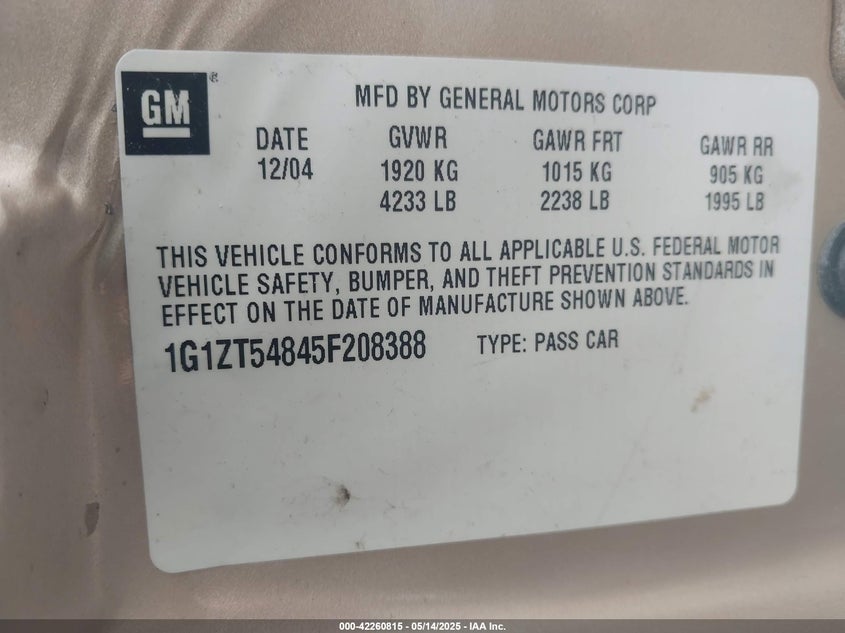 GM®
MFD BY GENERAL MOTORS CORP
DATE GVWR GAWR FRT GAWR RR
12/04 1920 KG 1015 KG 905 KG
4233 LB 2238 LB 1995 LB
THIS VEHICLE CONFORMS TO ALL APPLICABLE U.S. FEDERAL MOTOR
VEHICLE SAFETY, BUMPER, AND THEFT PREVENTION STANDARDS IN
EFFECT ON THE DATE OF MANUFACTURE SHOWN ABOVE.
1G1ZT54845F208388 TYPE: PASS CAR
000-42260815 - 05/14/2025 - IAA Inc.